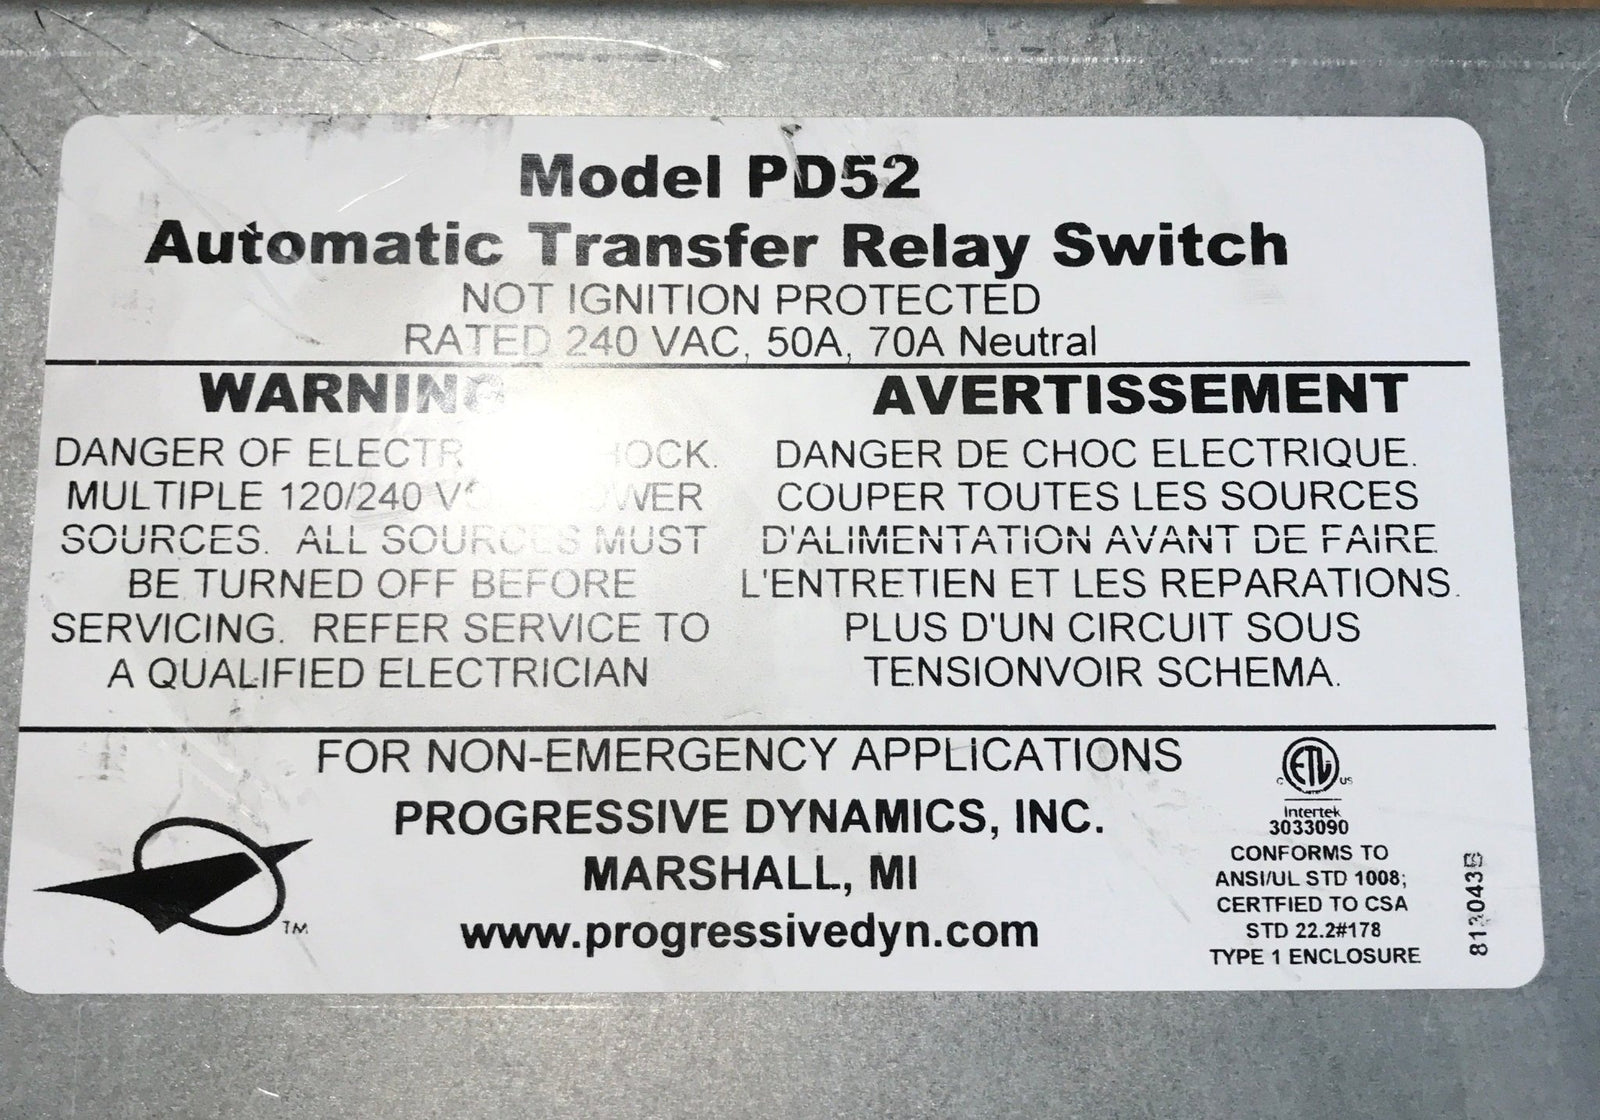 Model PD52
Automatic Transfer Relay Switch
NOT IGNITION PROTECTED
RATED 240 VAC, 50A, 70A Neutral
WARNING
DANGER OF SHOCK.
MULTIPLE 120/240 POWER
SOURCES. ALL SOURCES MUST
BE TURNED OFF BEFORE
SERVICING. REFER SERVICE TO
A QUALIFIED ELECTRICIAN
AVERTISSEMENT
DANGER DE CHOC ELECTRIQUE.
COUPER TOUTES LES SOURCES
D'ALIMENTATION AVANT DE FAIRE
L'ENTRETIEN ET LES REPARATIONS.
PLUS D'UN CIRCUIT SOUS
TENSIONVOIR SCHEMA.
FOR NON-EMERGENCY APPLICATIONS
PROGRESSIVE DYNAMICS, INC.
MARSHALL, MI
www.progressivedyn.com
TM
C ETL US
Intertek
3033090
CONFORMS TO
ANSI/UL STD 1008;
CERTFIED TO CSA
STD 22.2#178
TYPE 1 ENCLOSURE